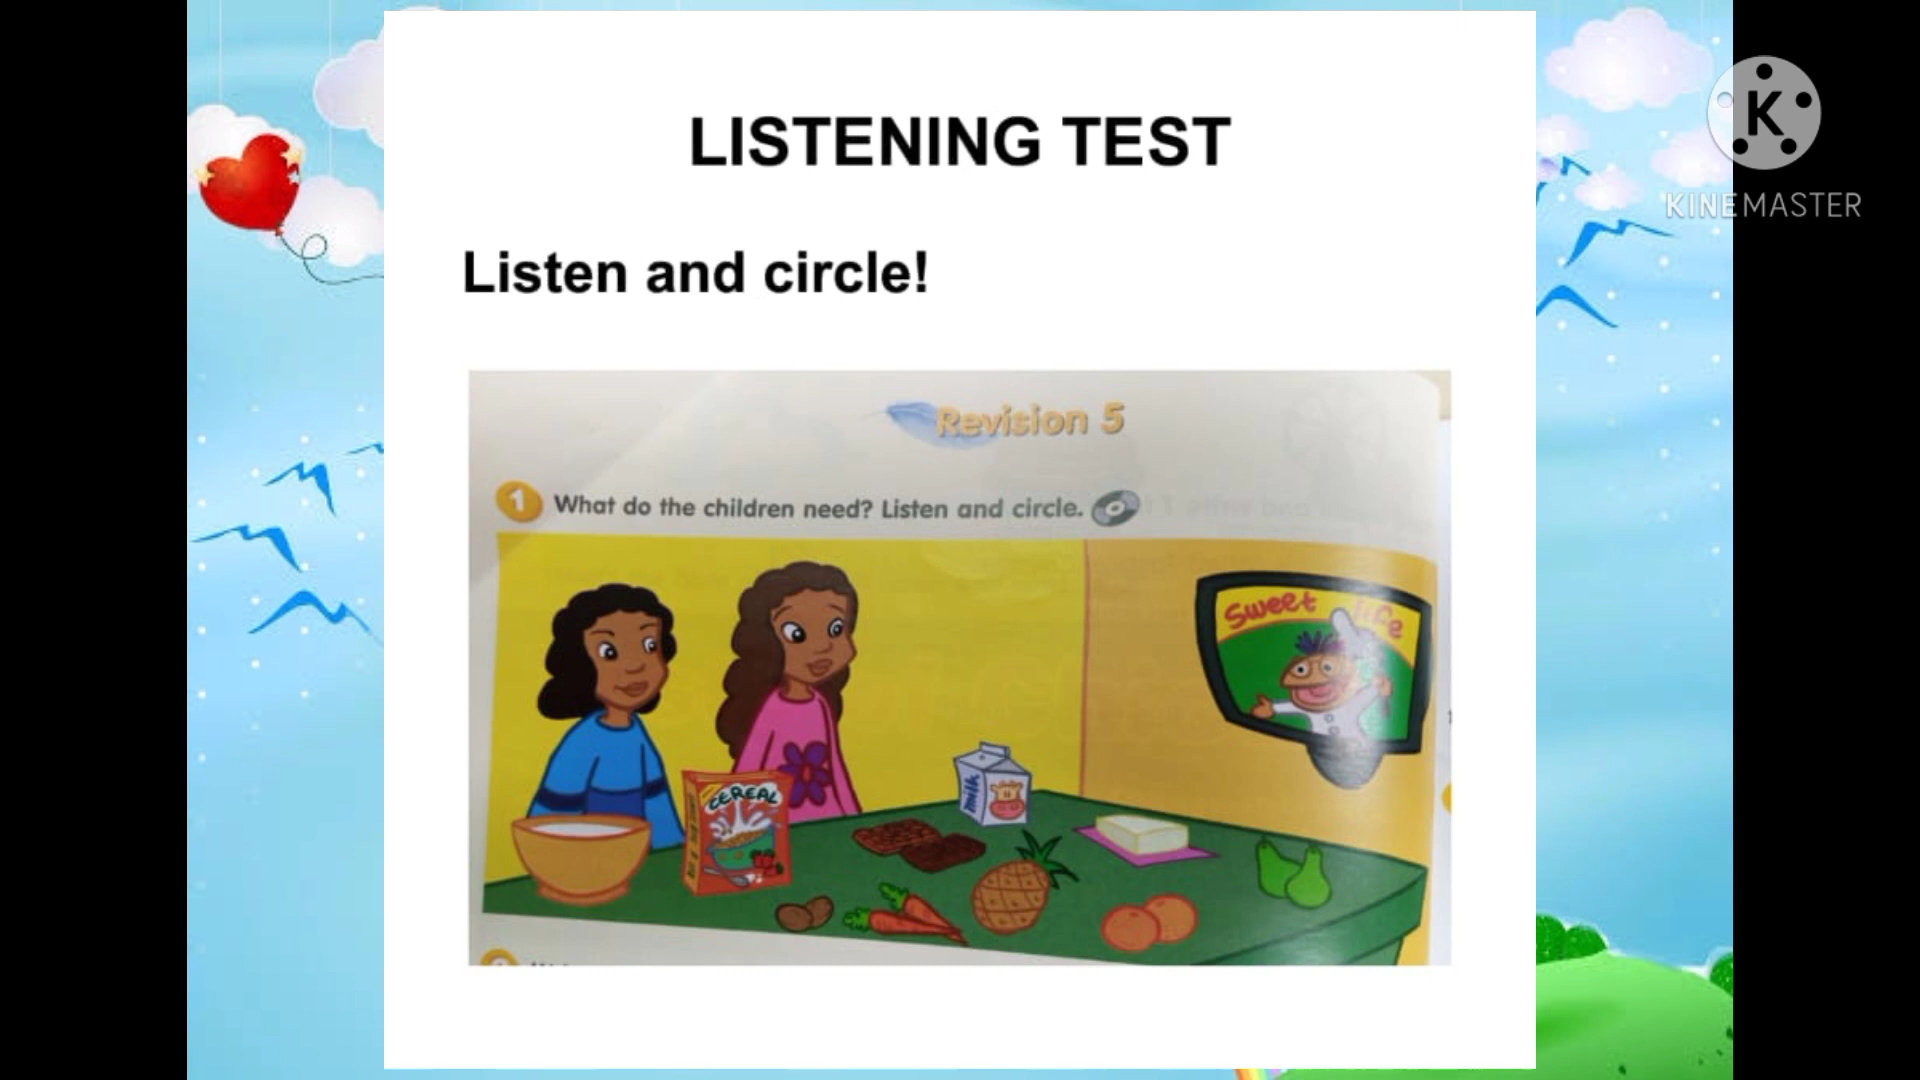 LISTENING TEST
Listen and circle!
Revision 5
1 What do the children need? Listen and circle.
Sweet life
CEREAL
milk
K
KINEMASTER